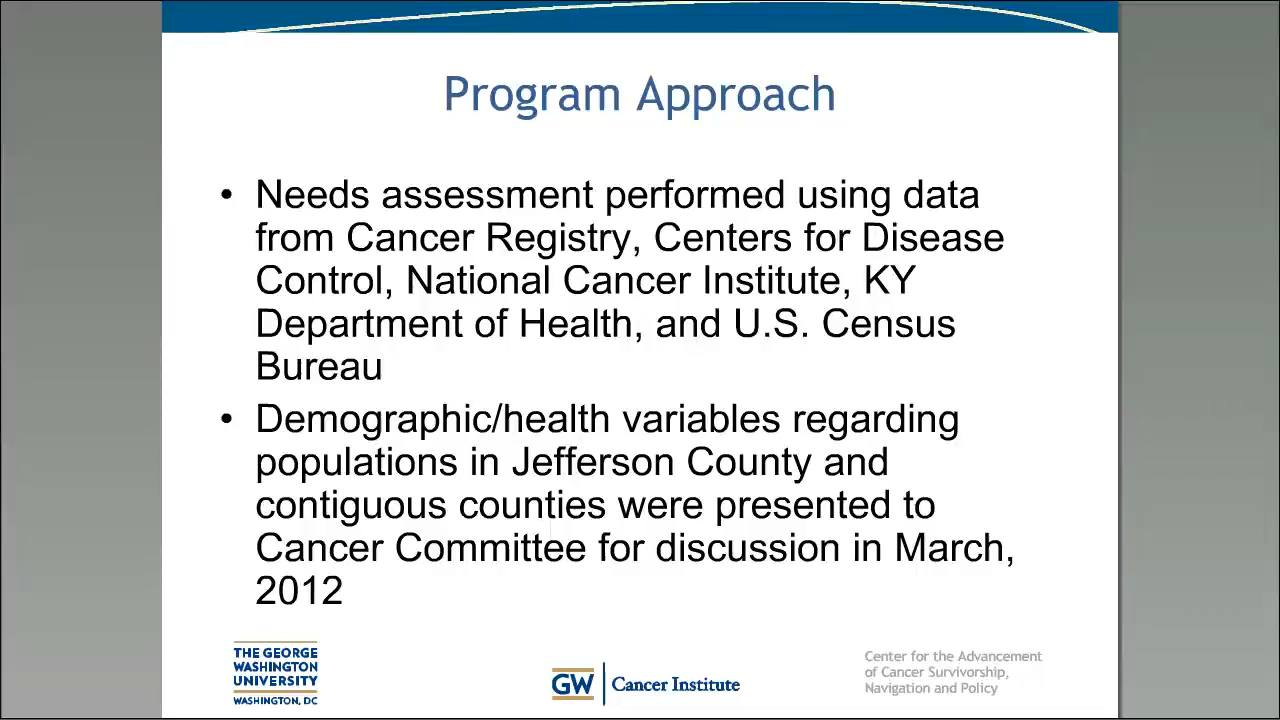 Program Approach
• Needs assessment performed using data
from Cancer Registry, Centers for Disease
Control, National Cancer Institute, KY
Department of Health, and U.S. Census
Bureau
• Demographic/health variables regarding
populations in Jefferson County and
contiguous counties were presented to
Cancer Committee for discussion in March,
2012
THE GEORGE
WASHINGTON
UNIVERSITY
WASHINGTON, DC
GW Cancer Institute
Center for the Advancement
of Cancer Survivorship,
Navigation and Policy